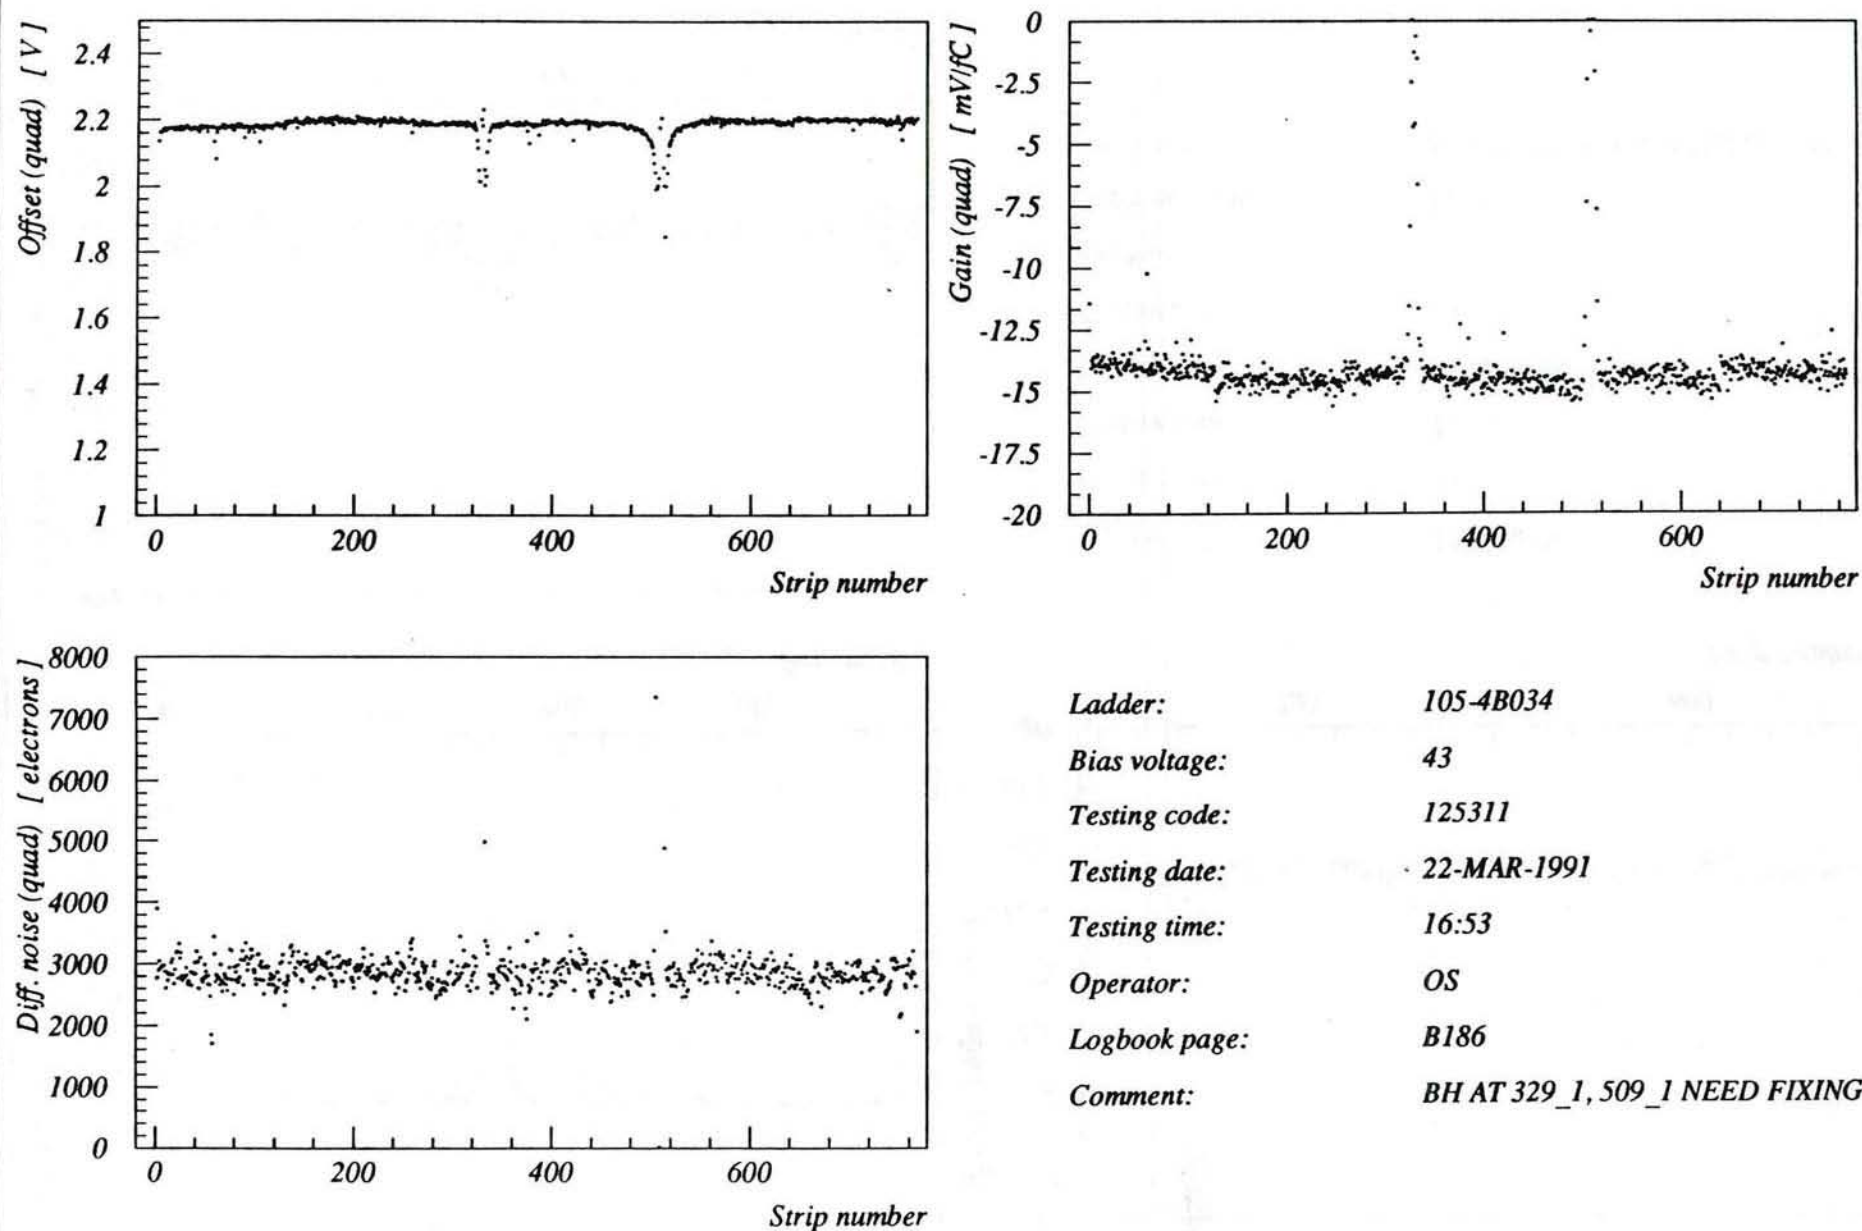 Offset (quad) [ V ]
2.4
2.2
2
1.8
1.6
1.4
1.2
1
0 200 400 600
Strip number
Gain (quad) [ mV/fC ]
0
-2.5
-5
-7.5
-10
-12.5
-15
-17.5
-20
0 200 400 600
Strip number
Diff. noise (quad) [ electrons ]
8000
7000
6000
5000
4000
3000
2000
1000
0
0 200 400 600
Strip number
Ladder: 105-4B034
Bias voltage: 43
Testing code: 125311
Testing date: 22-MAR-1991
Testing time: 16:53
Operator: OS
Logbook page: B186
Comment: BH AT 329_1, 509_1 NEED FIXING